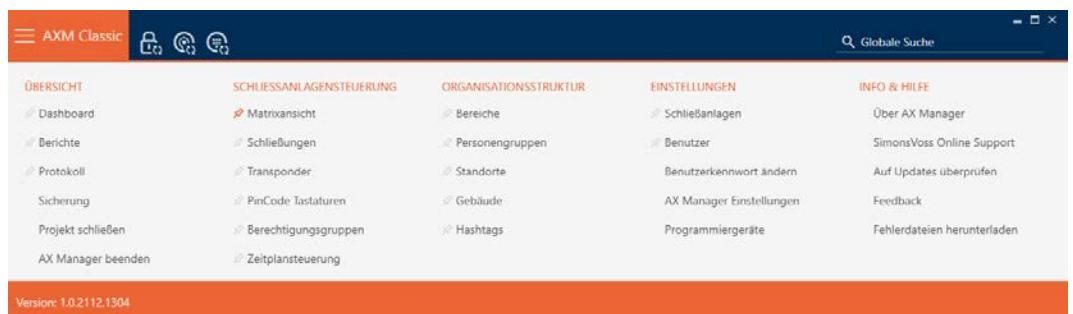 AXM Classic
Globale Suche
ÜBERSICHT
Dashboard
Berichte
Protokoll
Sicherung
Projekt schließen
AX Manager beenden
SCHLIESSANLAGENSTEUERUNG
Matrixansicht
Schließungen
Transponder
PinCode Tastaturen
Berechtigungsgruppen
Zeitplansteuerung
ORGANISATIONSSTRUKTUR
Bereiche
Personengruppen
Standorte
Gebäude
Hashtags
EINSTELLUNGEN
Schließanlagen
Benutzer
Benutzerkennwort ändern
AX Manager Einstellungen
Programmiergeräte
INFO & HILFE
Über AX Manager
SimonsVoss Online Support
Auf Updates überprüfen
Feedback
Fehlerdateien herunterladen
Version: 1.0.2112.1304